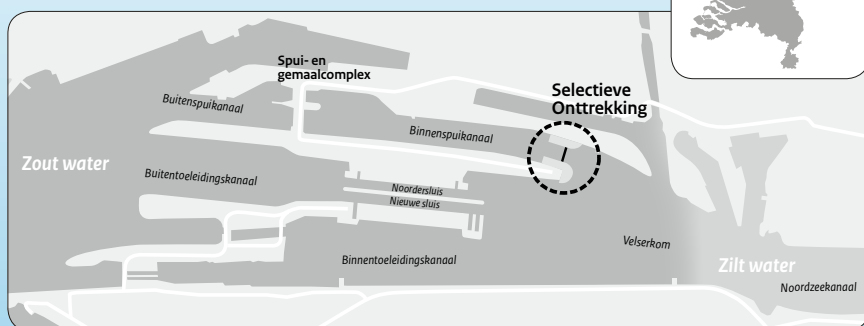 Spui- en
gemaalcomplex
Selectieve
Onttrekking
Buitenspuikanaal
Binnenspuikanaal
Zout water
Buitentoeleidingskanaal
Noordersluis
Nieuwe sluis
Binnentoeleidingskanaal
Velserkom
Zilt water
Noordzeekanaal